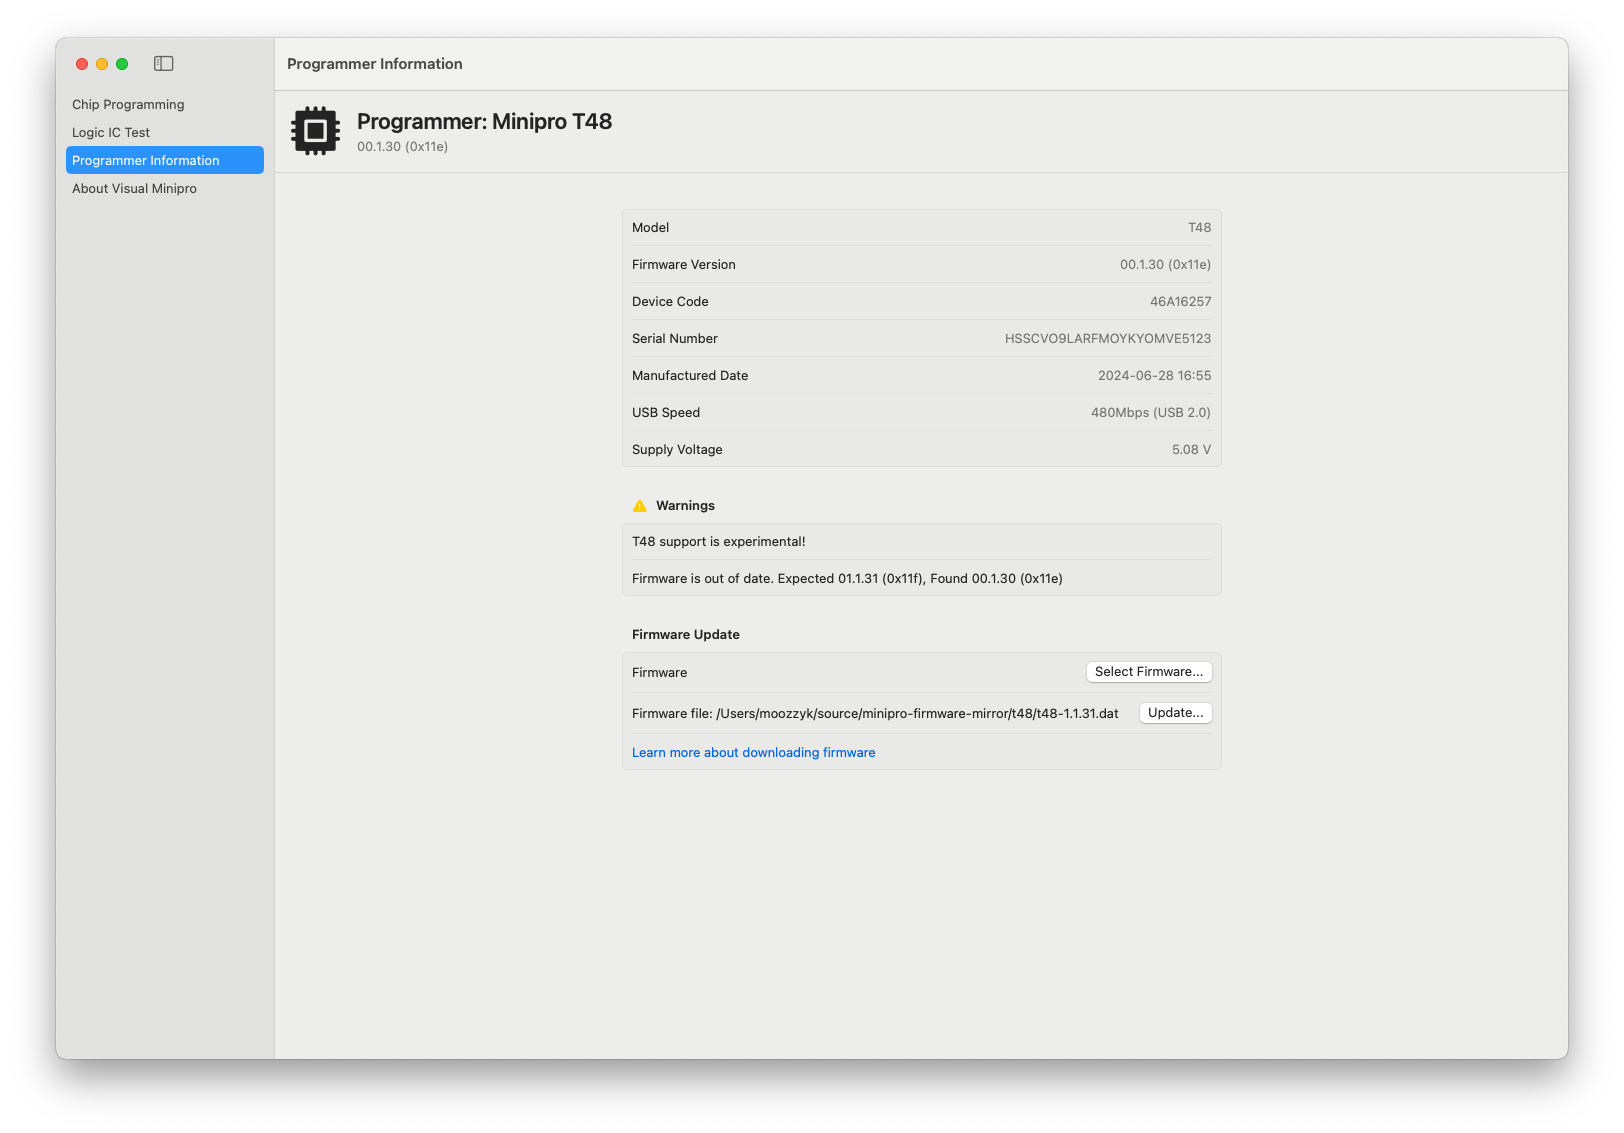 Programmer Information
Chip Programming
Logic IC Test
Programmer Information
About Visual Minipro
Programmer: Minipro T48
00.1.30 (0x11e)
Model T48
Firmware Version 00.1.30 (0x11e)
Device Code 46A16257
Serial Number HSSCVO9LARFMOYKYOMVE5123
Manufactured Date 2024-06-28 16:55
USB Speed 480Mbps (USB 2.0)
Supply Voltage 5.08 V
Warnings
T48 support is experimental!
Firmware is out of date. Expected 01.1.31 (0x11f), Found 00.1.30 (0x11e)
Firmware Update
Firmware Select Firmware...
Firmware file: /Users/moozzyk/source/minipro-firmware-mirror/t48/t48-1.1.31.dat Update...
Learn more about downloading firmware